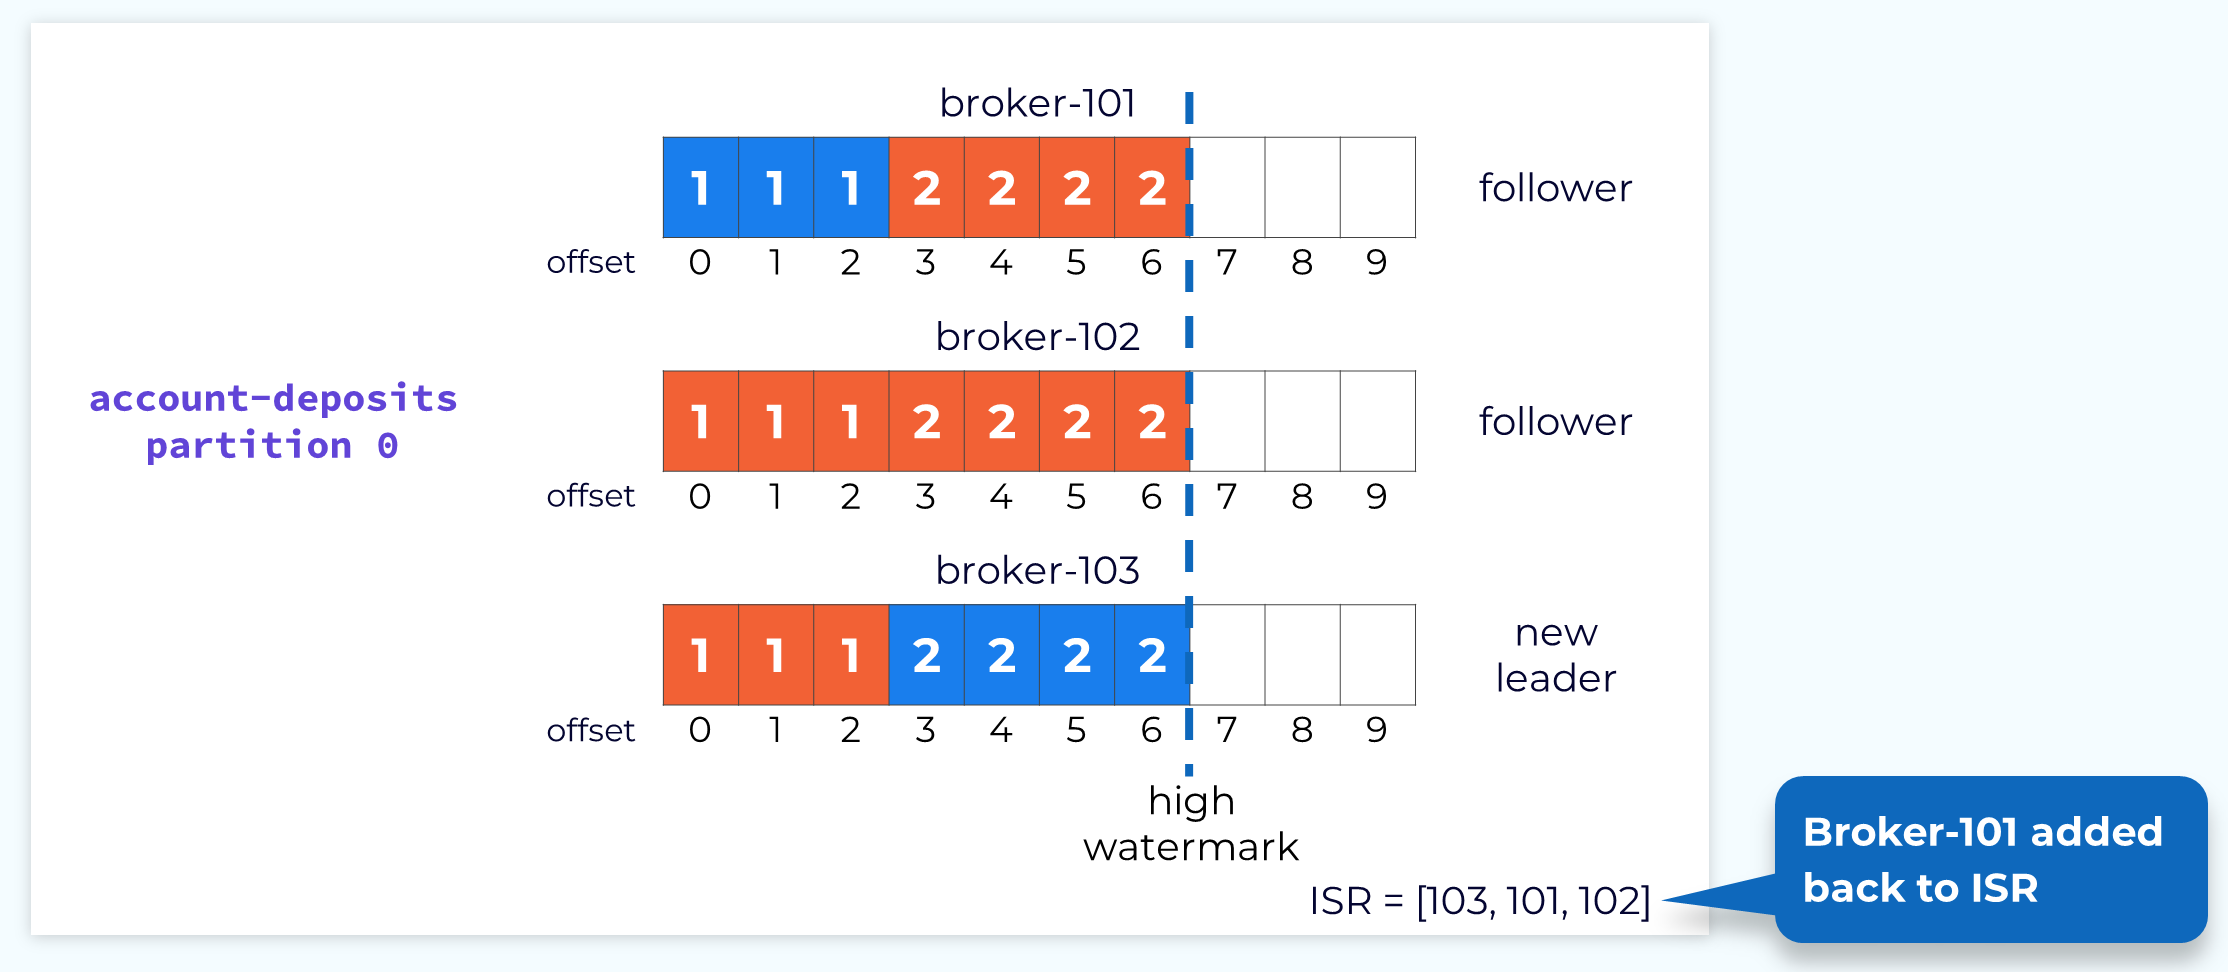 broker-101
1 1 1 2 2 2 2
follower
offset 0 1 2 3 4 5 6 7 8 9
broker-102
account-deposits
partition 0
1 1 1 2 2 2 2
follower
offset 0 1 2 3 4 5 6 7 8 9
broker-103
1 1 1 2 2 2 2
new
leader
offset 0 1 2 3 4 5 6 7 8 9
high
watermark
ISR = [103, 101, 102]
Broker-101 added
back to ISR